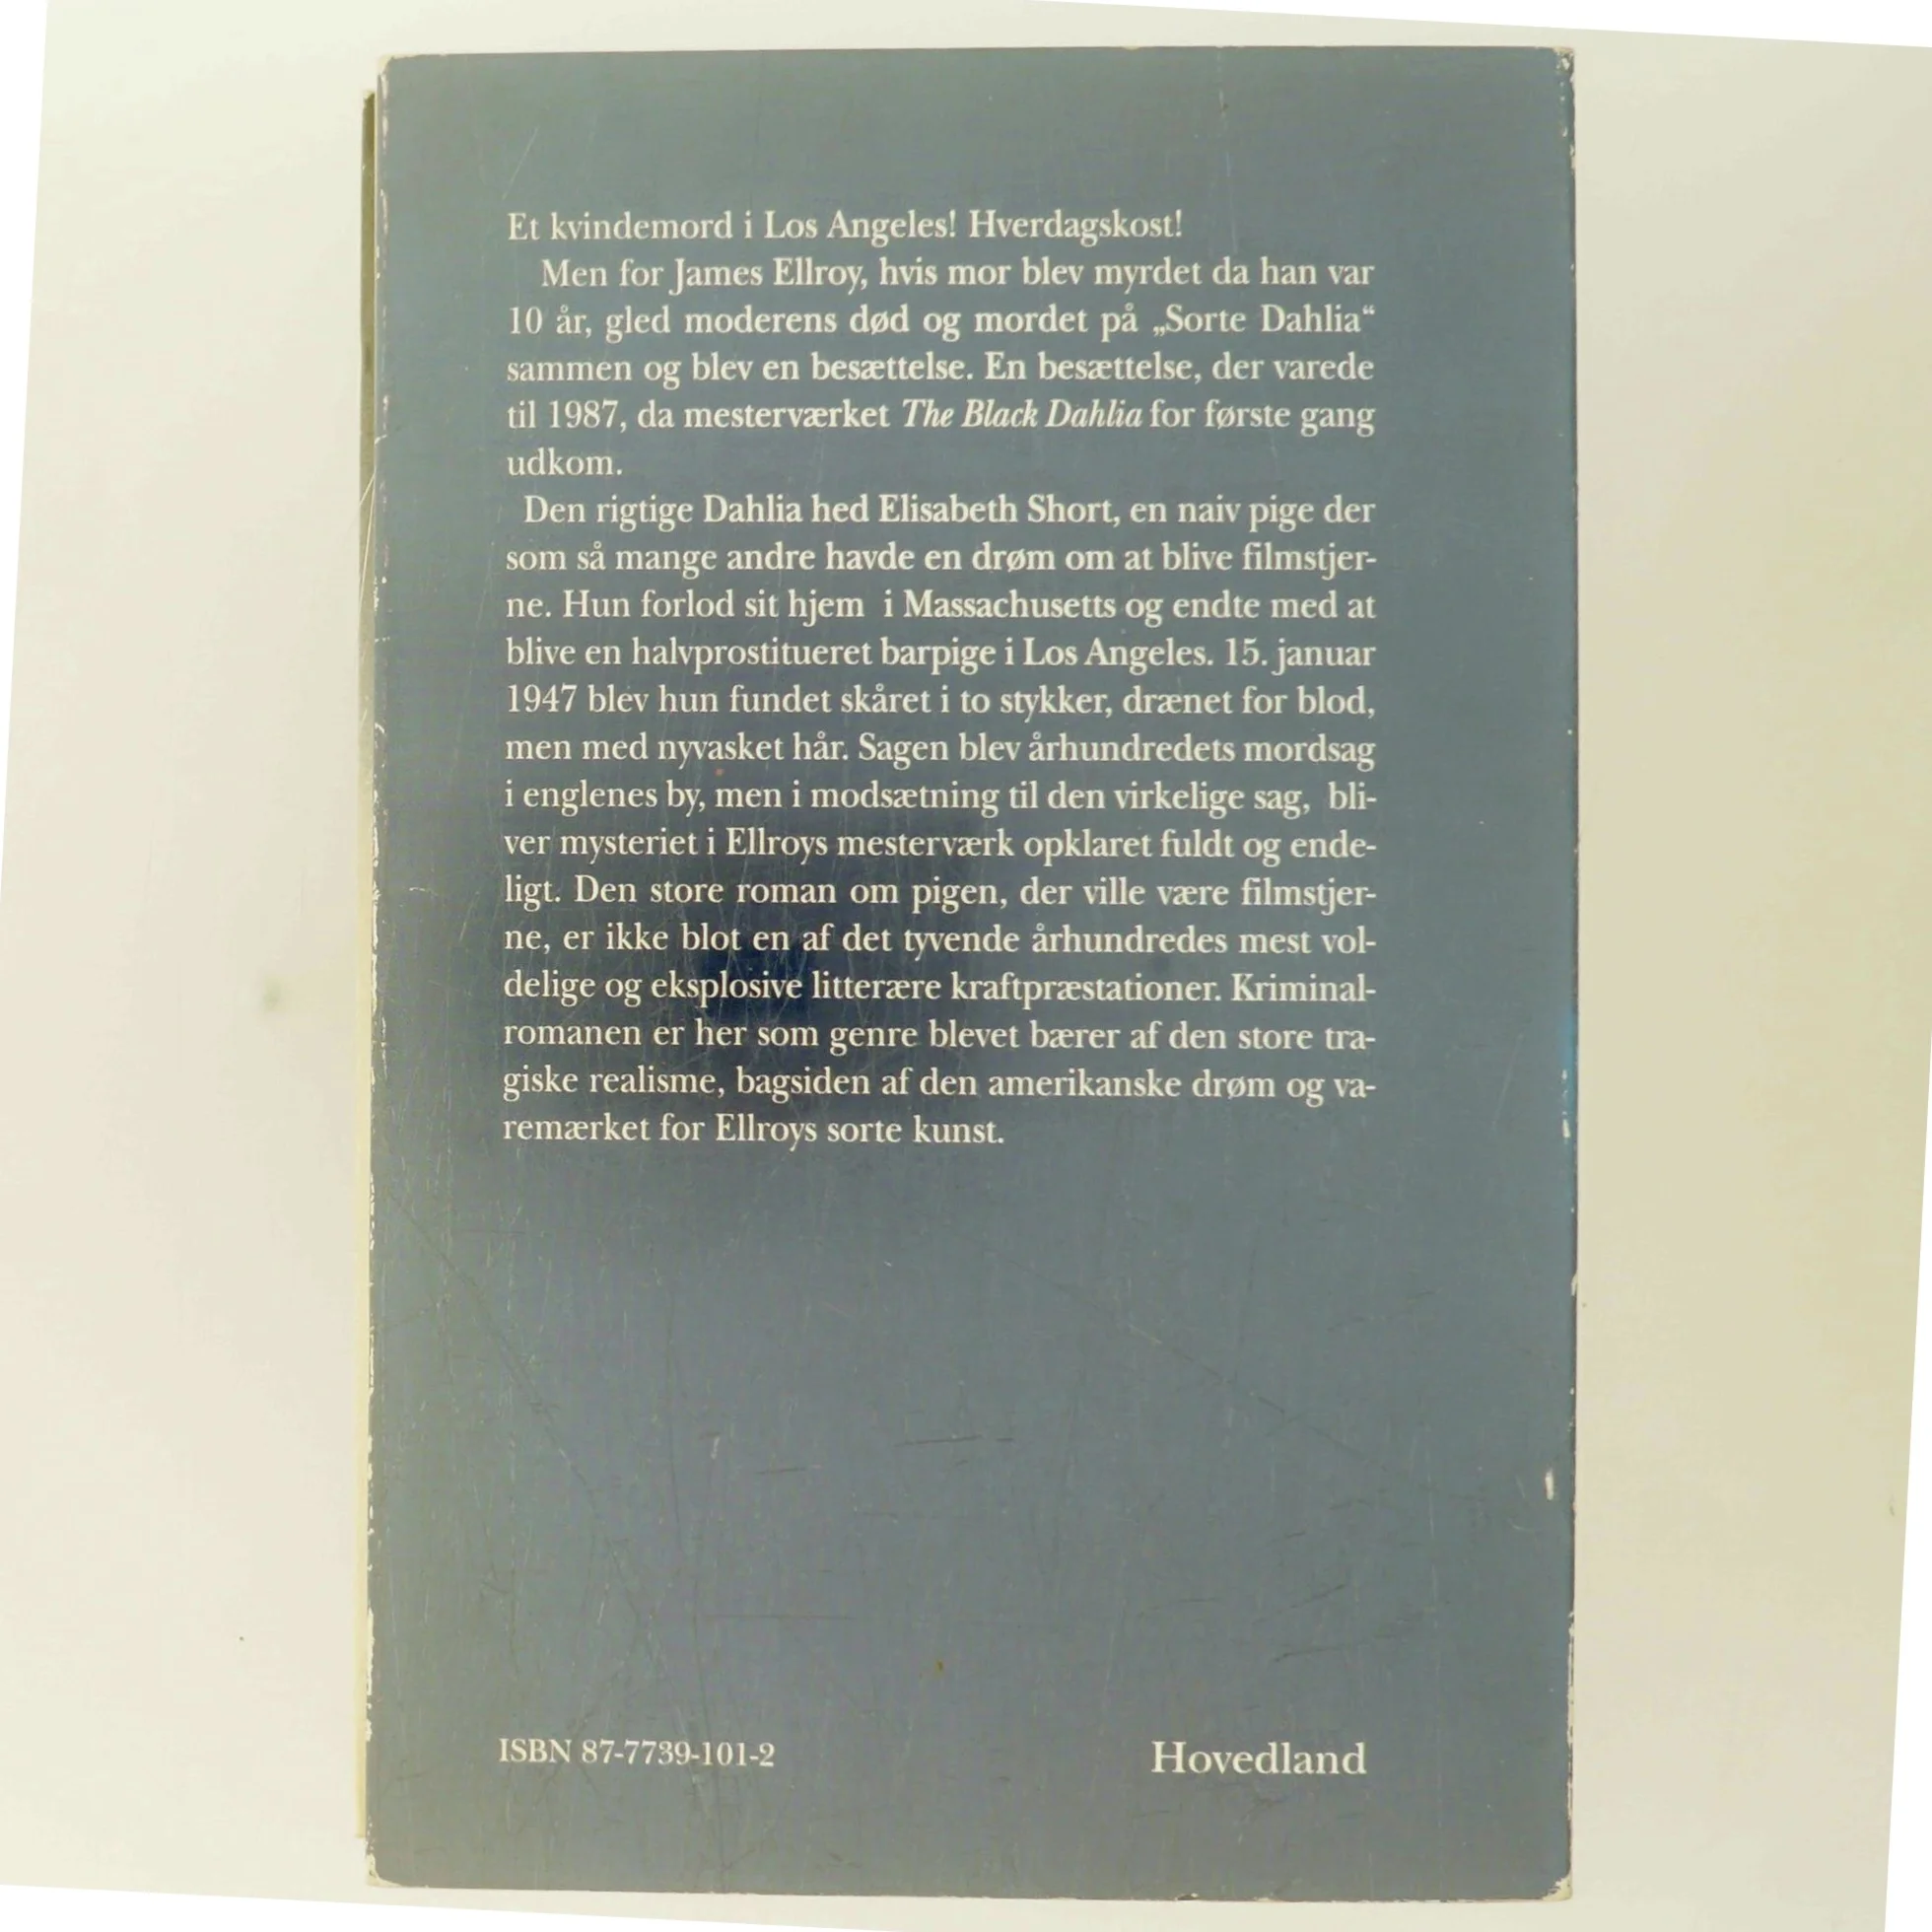 Et kvindemord i Los Angeles! Hverdagskost!
Men for James Ellroy, hvis mor blev myrdet da han var
10 år, gled moderens død og mordet på „Sorte Dahlia“
sammen og blev en besættelse. En besættelse, der varede
til 1987, da mesterværket The Black Dahlia for første gang
udkom.
Den rigtige Dahlia hed Elisabeth Short, en naiv pige der
som så mange andre havde en drøm om at blive filmstjer-
ne. Hun forlod sit hjem i Massachusetts og endte med at
blive en halvprostitueret barpige i Los Angeles. 15. januar
1947 blev hun fundet skåret i to stykker, drænet for blod,
men med nyvasket hår. Sagen blev århundredets mordsag
i englenes by, men i modsætning til den virkelige sag, bli-
ver mysteriet i Ellroys mesterværk opklaret fuldt og ende-
ligt. Den store roman om pigen, der ville være filmstjer-
ne, er ikke blot en af det tyvende århundredes mest vol-
delige og eksplosive litterære kraftpræstationer. Kriminal-
romanen er her som genre blevet bærer af den store tra-
giske realisme, bagsiden af den amerikanske drøm og va-
remærket for Ellroys sorte kunst.
ISBN 87-7739-101-2
Hovedland